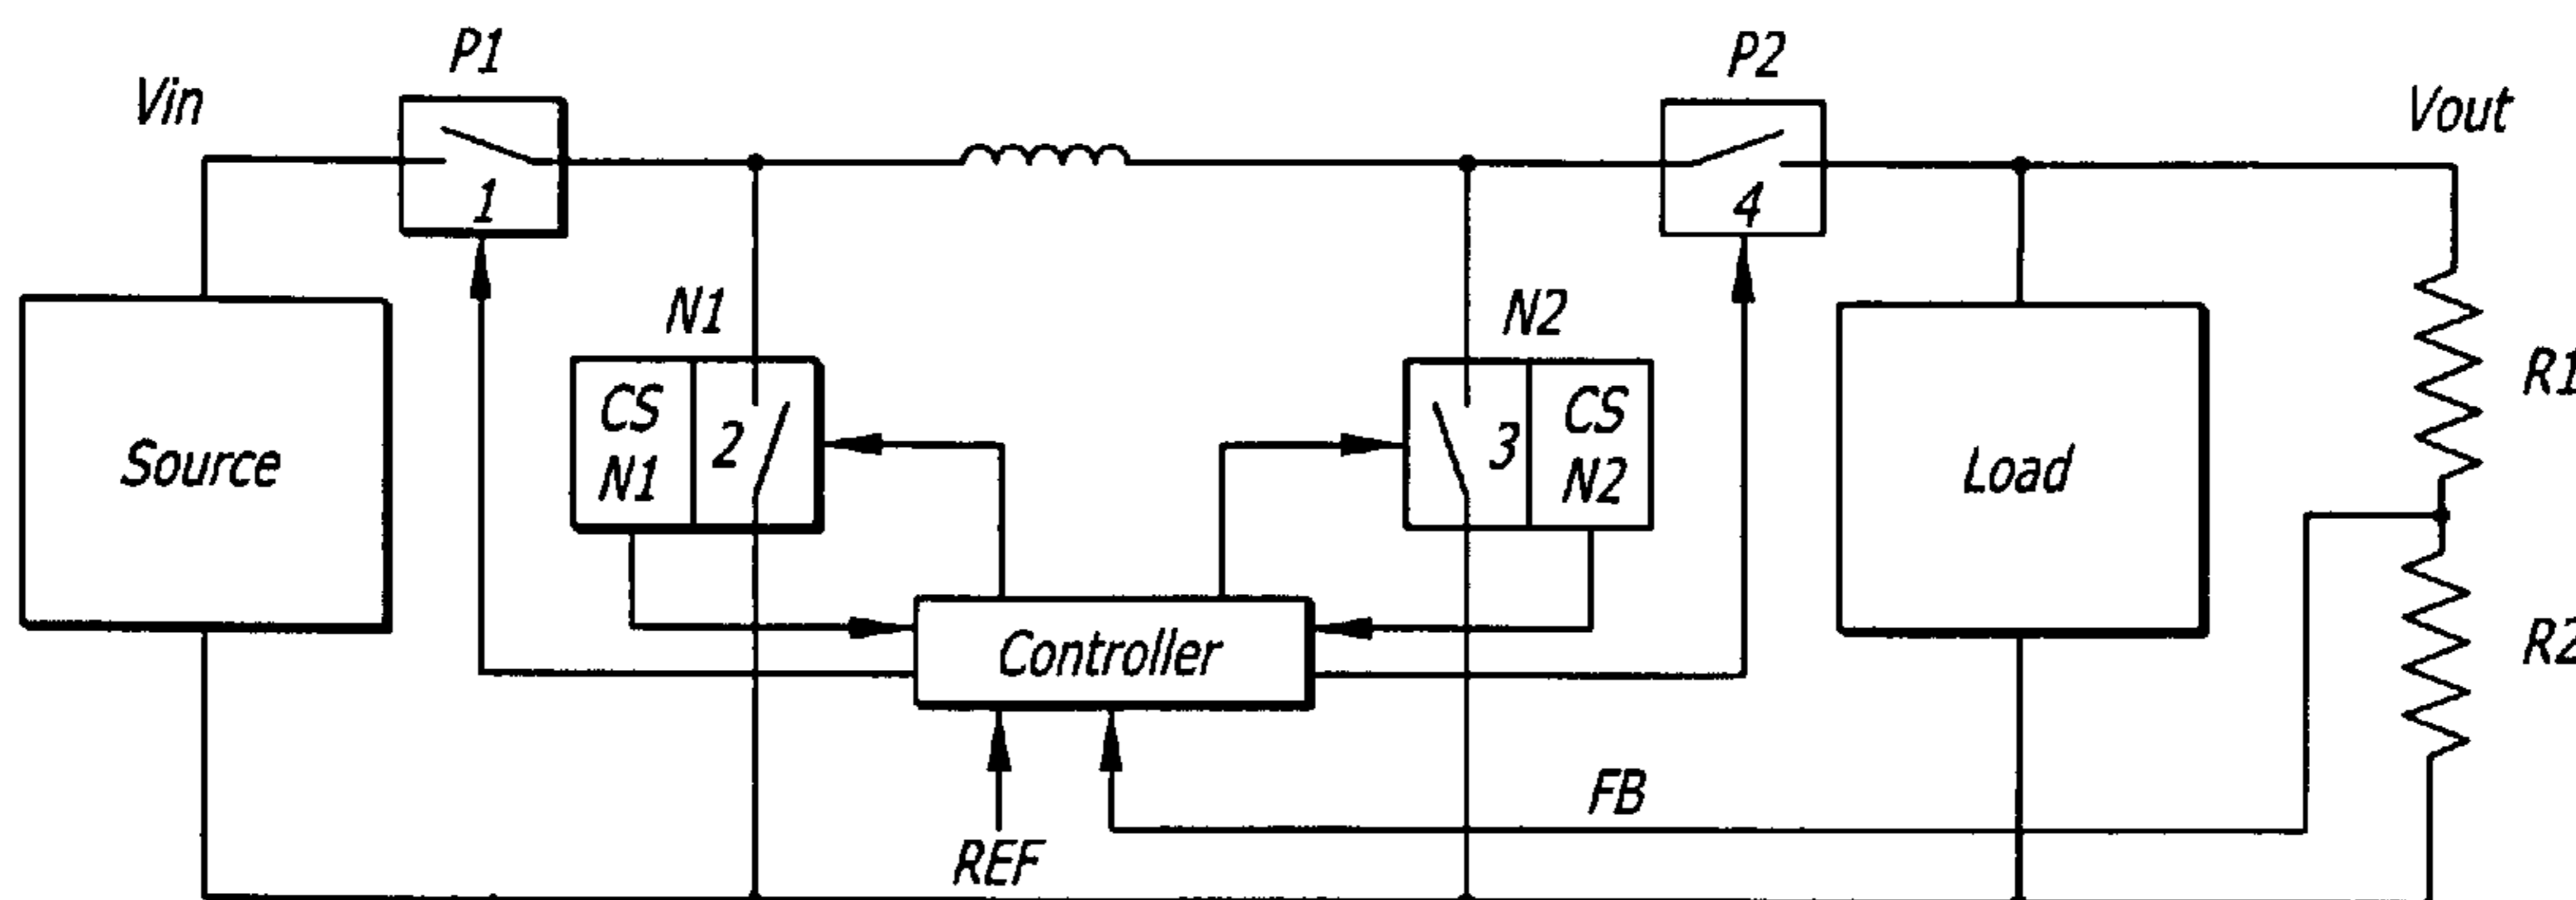 P1
P2
Vin
Vout
1
4
N1
N2
CS
N1
2
3
CS
N2
R1
Source
Load
Controller
R2
FB
REF